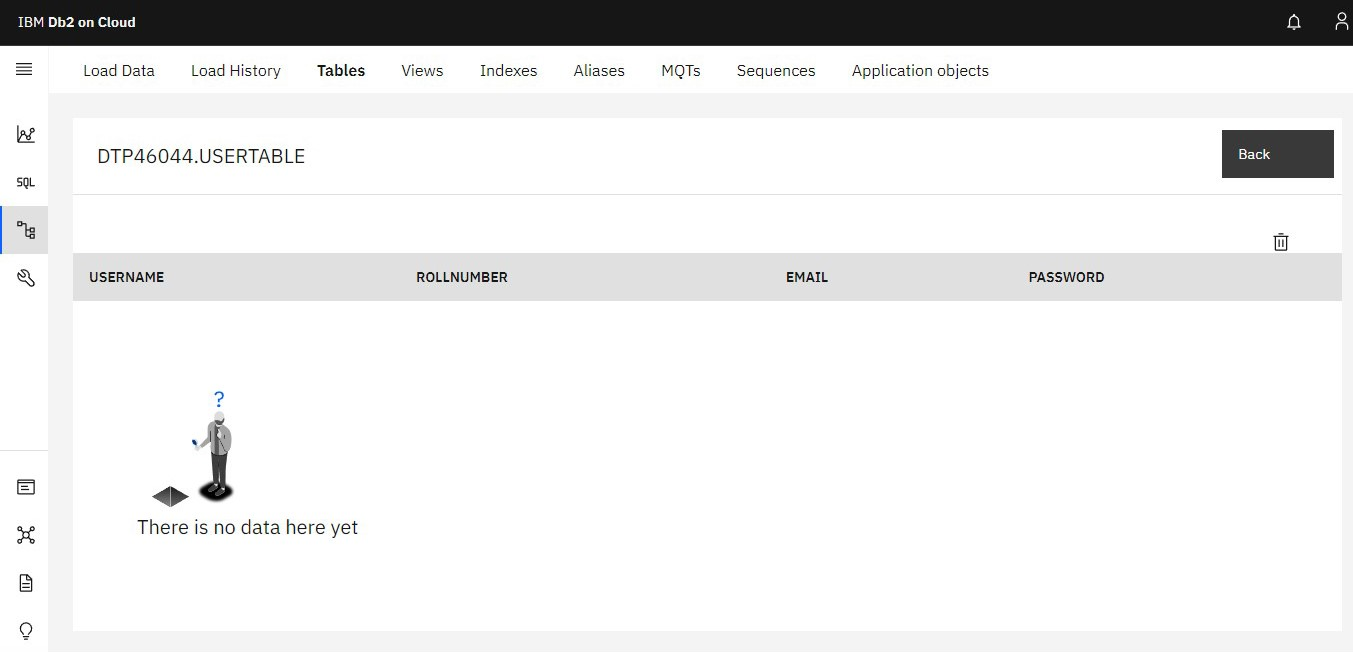 IBM Db2 on Cloud
Load Data Load History Tables Views Indexes Aliases MQTs Sequences Application objects
SQL
DTP46044.USERTABLE
Back
USERNAME ROLLNUMBER EMAIL PASSWORD
?
There is no data here yet